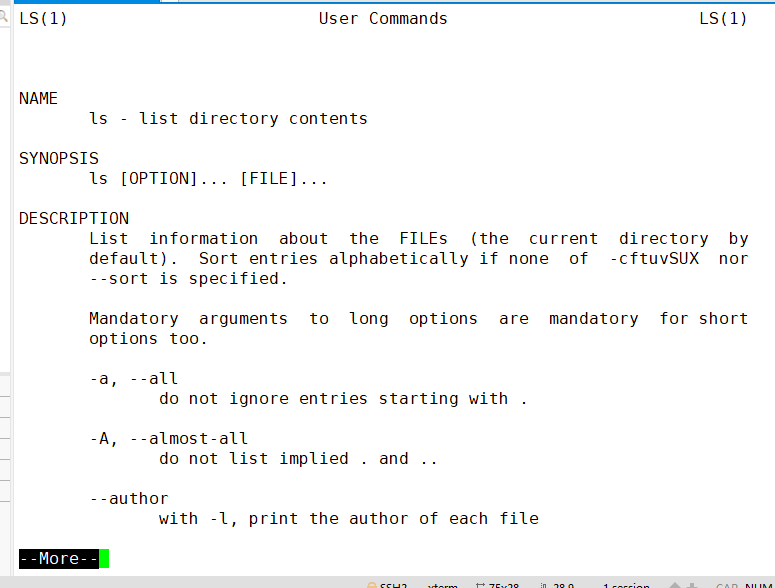 LS(1)                         User Commands                         LS(1)
NAME
       ls - list directory contents
SYNOPSIS
       ls [OPTION]... [FILE]...
DESCRIPTION
       List  information  about  the  FILEs  (the  current  directory  by
       default).  Sort entries alphabetically if none  of  -cftuvSUX  nor
       --sort is specified.
       Mandatory  arguments  to  long  options  are  mandatory  for short
       options too.
       -a, --all
              do not ignore entries starting with .
       -A, --almost-all
              do not list implied . and ..
       --author
              with -l, print the author of each file
--More--
SSH2 xterm 75x28 28,9 1 session CAP NUM